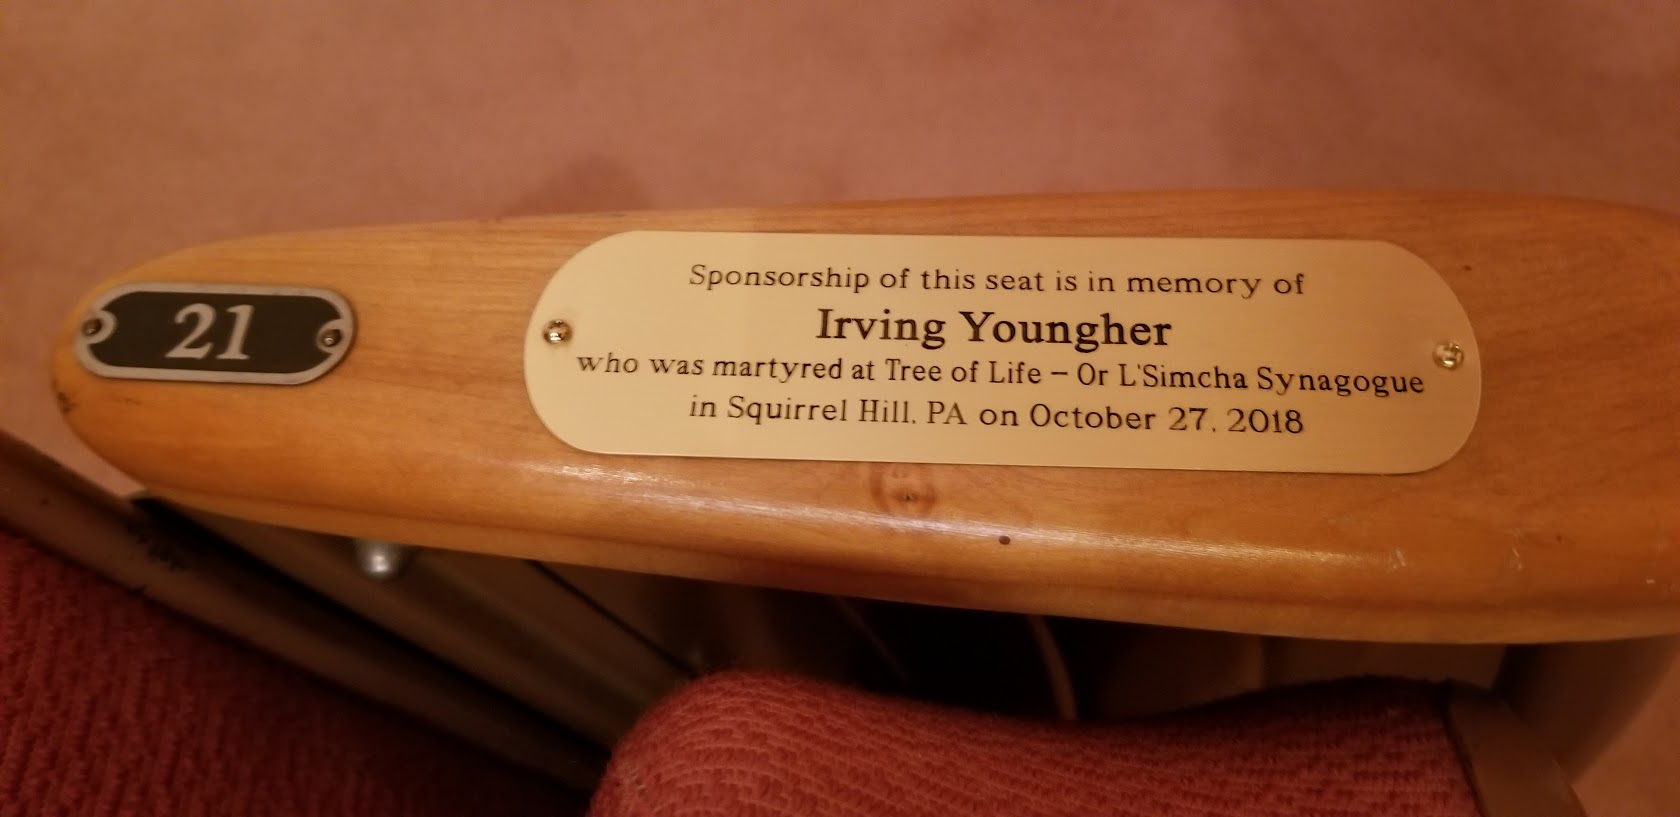 21
Sponsorship of this seat is in memory of
Irving Youngher
who was martyred at Tree of Life – Or L'Simcha Synagogue
in Squirrel Hill, PA on October 27, 2018